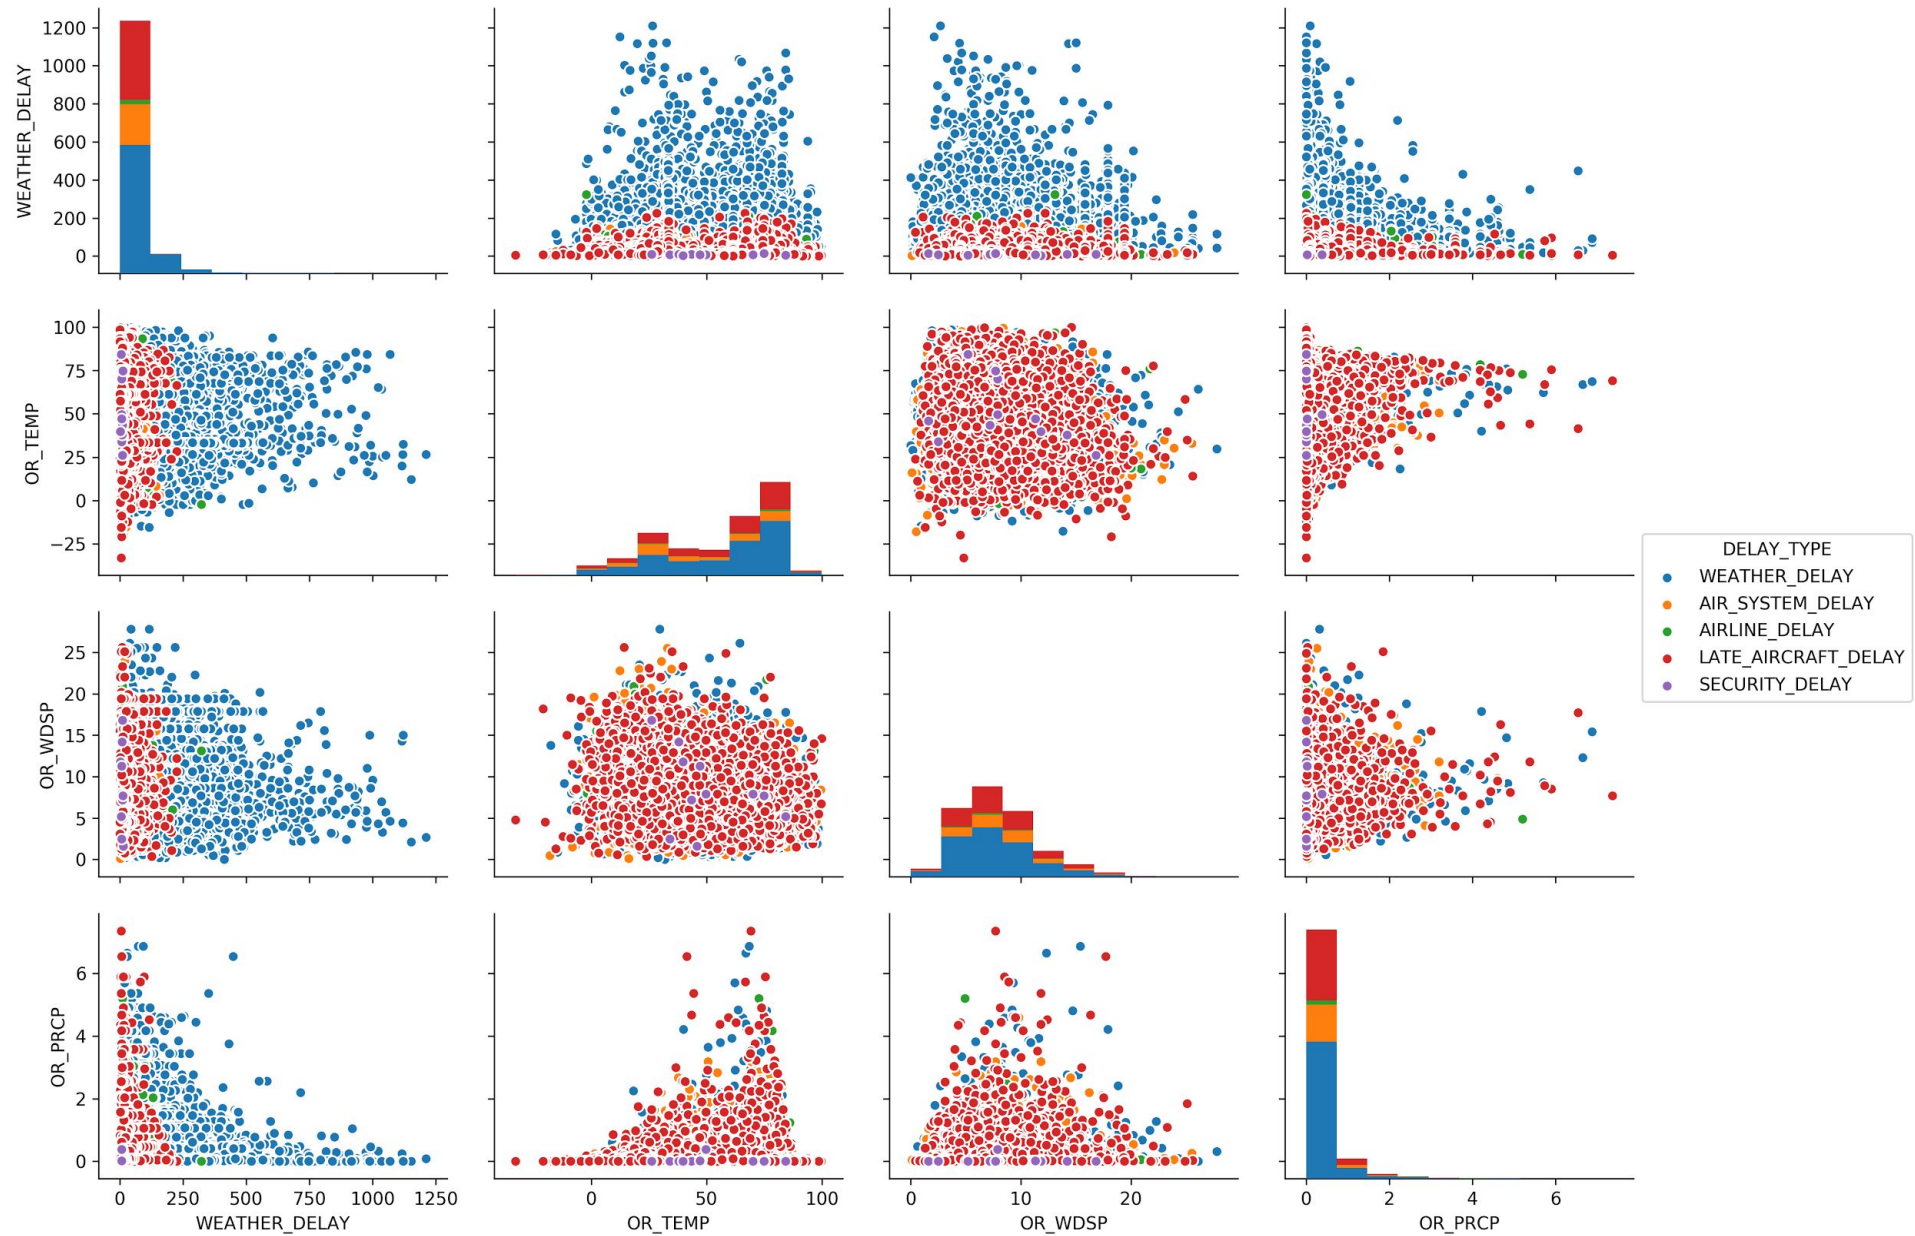 1200
1000
800
600
400
200
0
WEATHER_DELAY
100
75
50
25
0
−25
OR_TEMP
25
20
15
10
5
0
OR_WDSP
6
4
2
0
OR_PRCP
0 250 500 750 1000 1250
WEATHER_DELAY
0 50 100
OR_TEMP
0 10 20
OR_WDSP
0 2 4 6
OR_PRCP
DELAY_TYPE
WEATHER_DELAY
AIR_SYSTEM_DELAY
AIRLINE_DELAY
LATE_AIRCRAFT_DELAY
SECURITY_DELAY